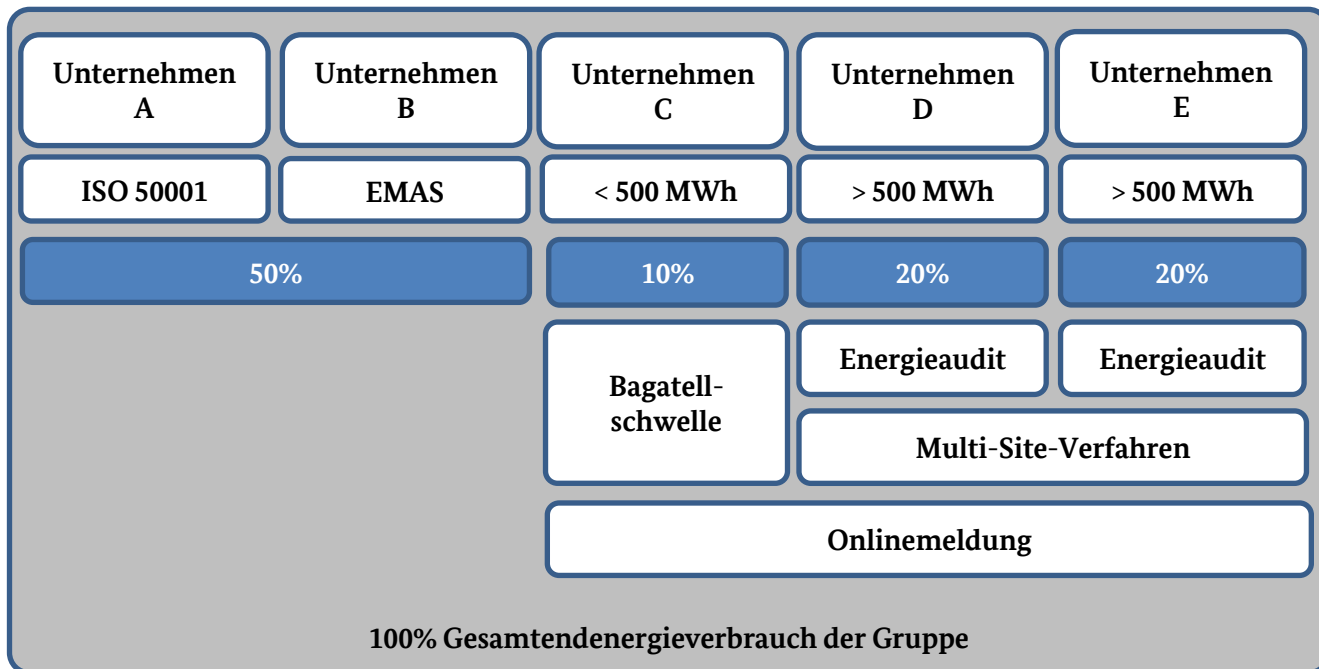 Unternehmen
A
Unternehmen
B
Unternehmen
C
Unternehmen
D
Unternehmen
E
ISO 50001
EMAS
< 500 MWh
> 500 MWh
> 500 MWh
50%
10%
20%
20%
Bagatell-
schwelle
Energieaudit
Energieaudit
Multi-Site-Verfahren
Onlinemeldung
100% Gesamtendenergieverbrauch der Gruppe